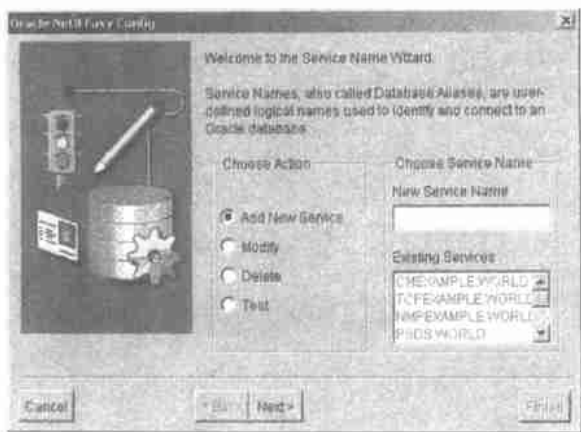 Oracle Net8 Easy Config
Welcome to the Service Name Wizard.
Service Names, also called Database Aliases, are user-
defined logical names used to identify and connect to an
Oracle database.
Choose Action
Add New Service
Modify
Delete
Test
Choose Service Name
New Service Name
Existing Services
CMEXAMPLE.WORLD
TCPEXAMPLE.WORLD
NMPEXAMPLE.WORLD
.WORLD
Cancel
< Back
Next >
Finish